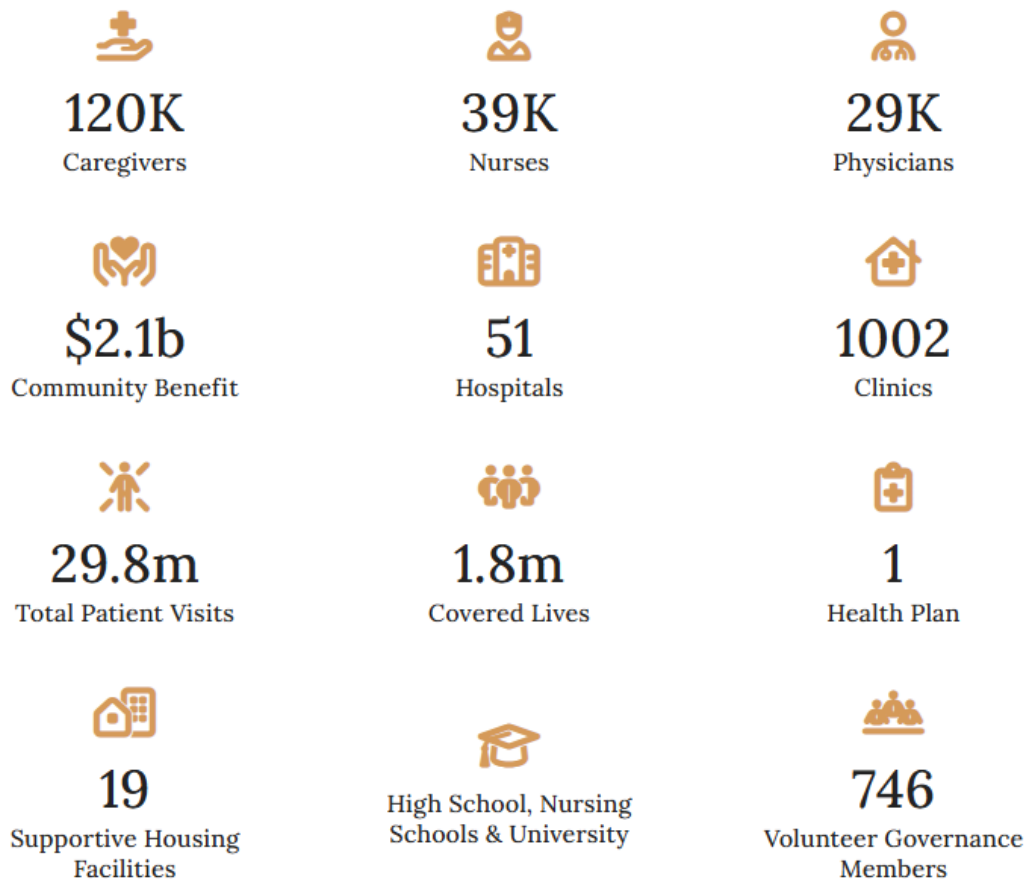 120K
Caregivers
39K
Nurses
29K
Physicians
$2.1b
Community Benefit
51
Hospitals
1002
Clinics
29.8m
Total Patient Visits
1.8m
Covered Lives
1
Health Plan
19
Supportive Housing
Facilities
High School, Nursing
Schools & University
746
Volunteer Governance
Members